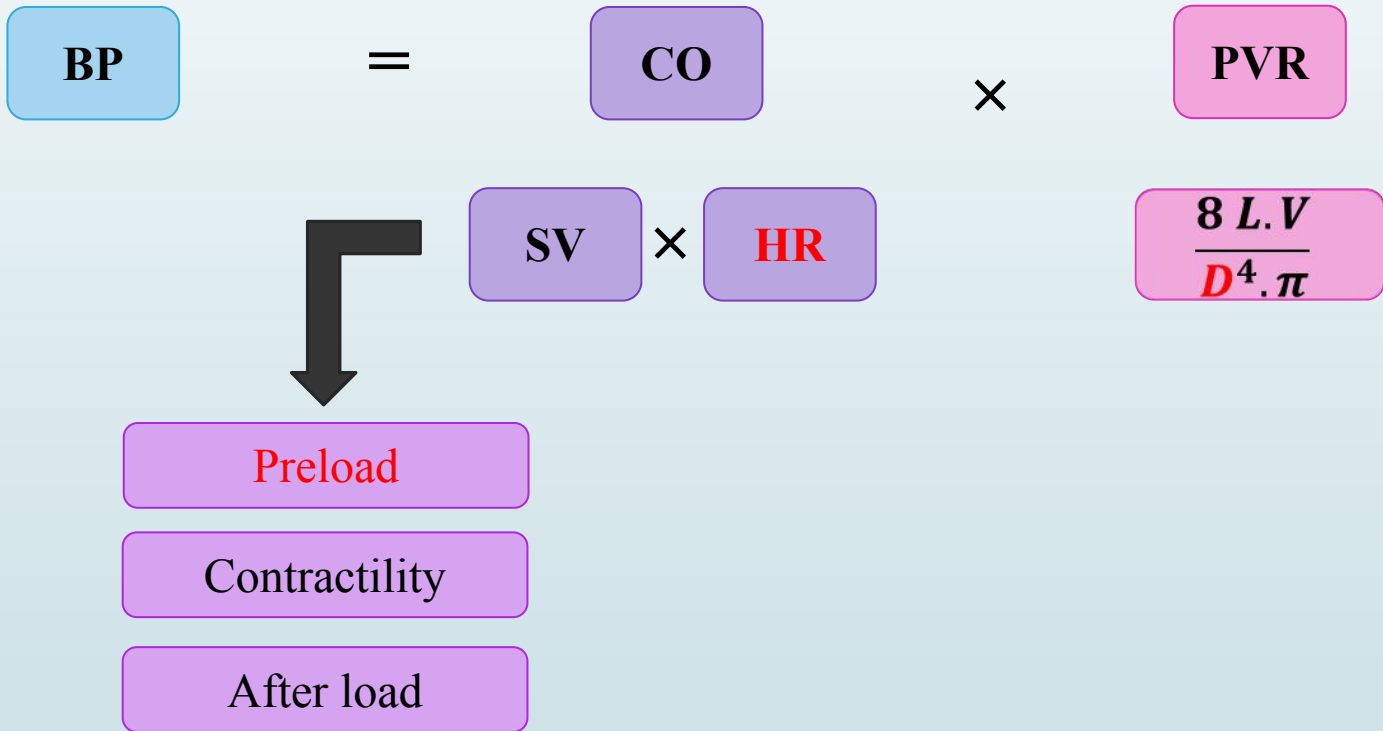 BP = CO × PVR
SV × HR
8 L.V
D⁴.π
Preload
Contractility
After load